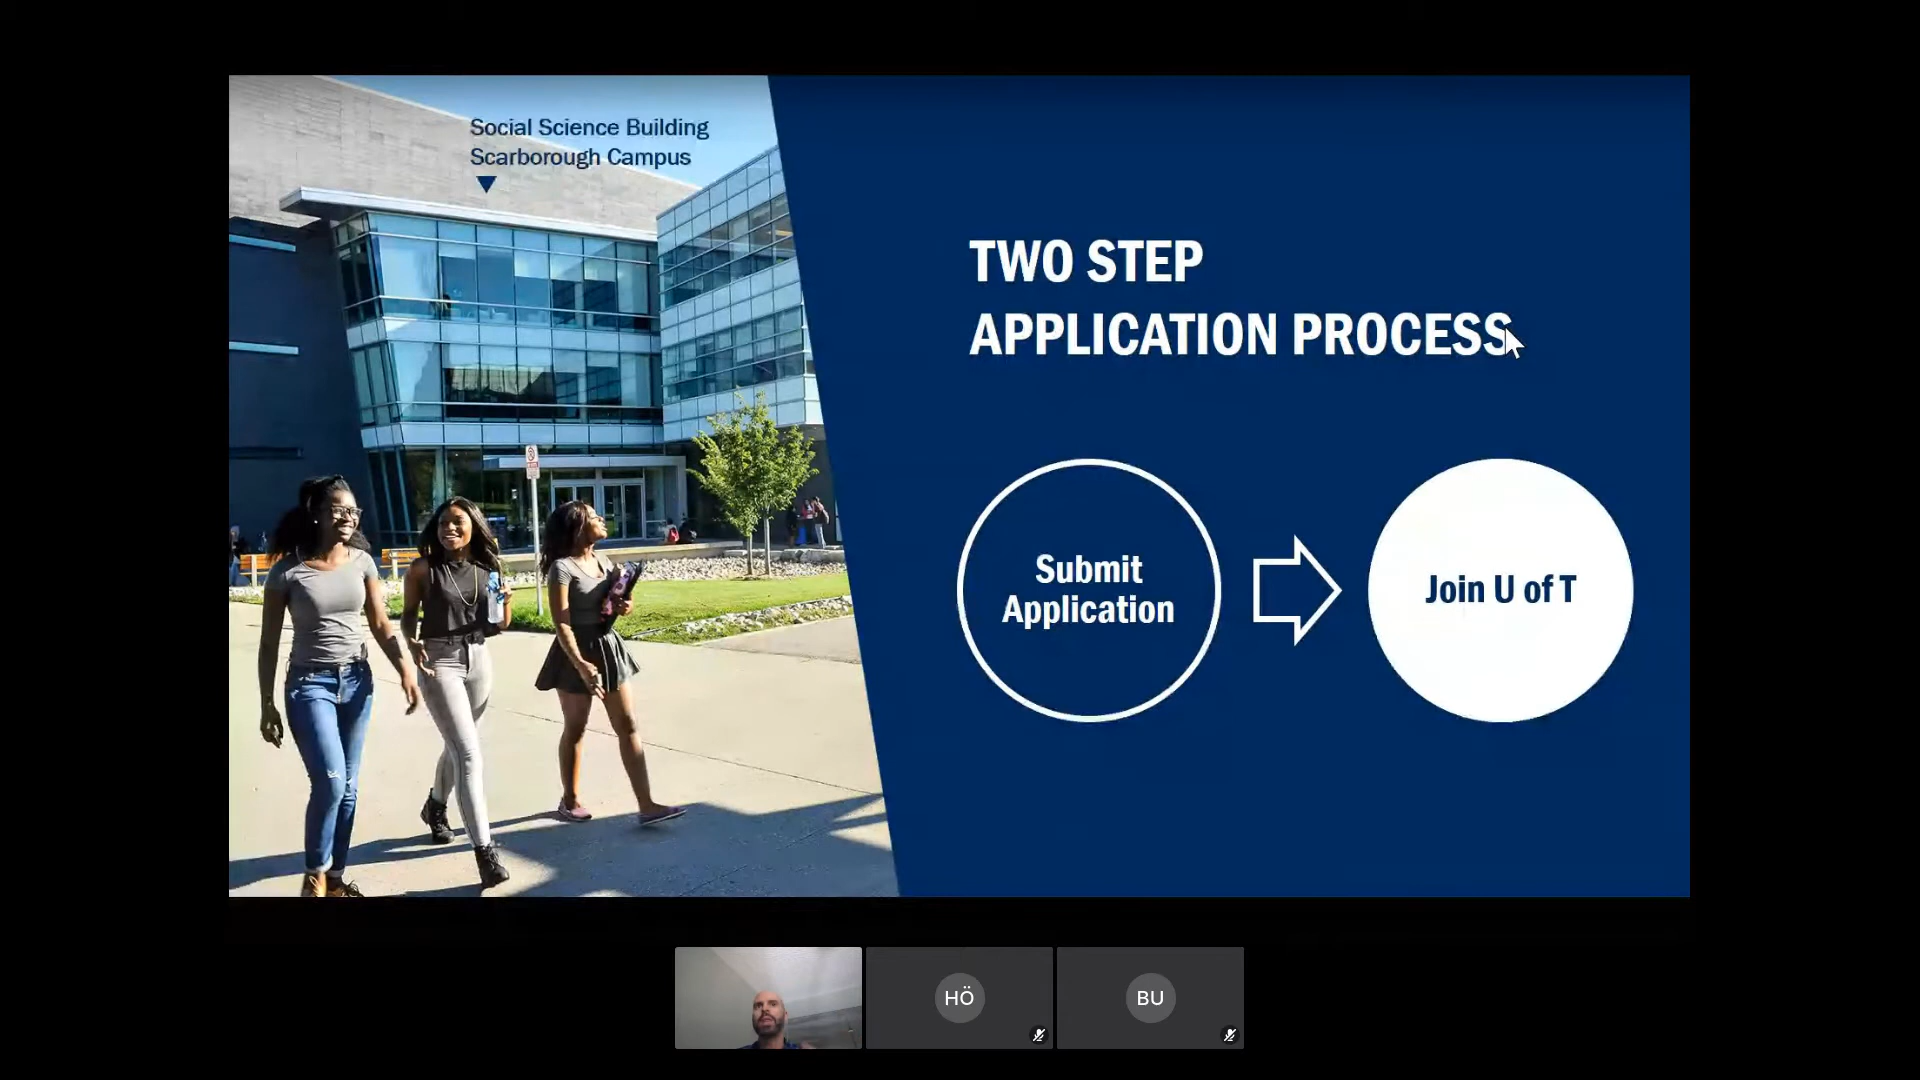 Social Science Building
Scarborough Campus
TWO STEP
APPLICATION PROCESS
Submit
Application
Join U of T
HÖ
BU